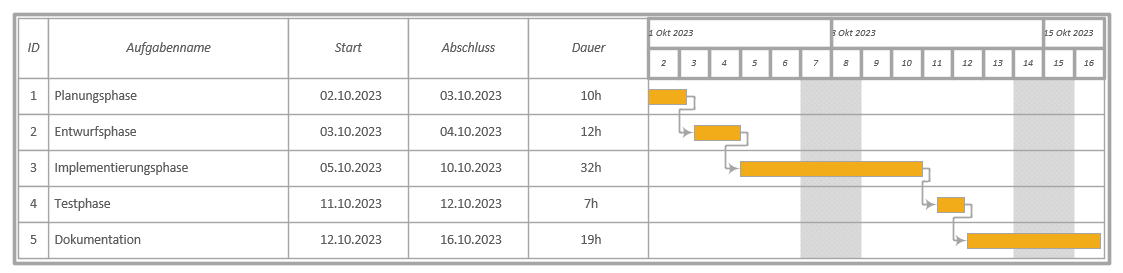 ID Aufgabenname Start Abschluss Dauer 1 Okt 2023 8 Okt 2023 15 Okt 2023
2 3 4 5 6 7 8 9 10 11 12 13 14 15 16
1 Planungsphase 02.10.2023 03.10.2023 10h
2 Entwurfsphase 03.10.2023 04.10.2023 12h
3 Implementierungsphase 05.10.2023 10.10.2023 32h
4 Testphase 11.10.2023 12.10.2023 7h
5 Dokumentation 12.10.2023 16.10.2023 19h